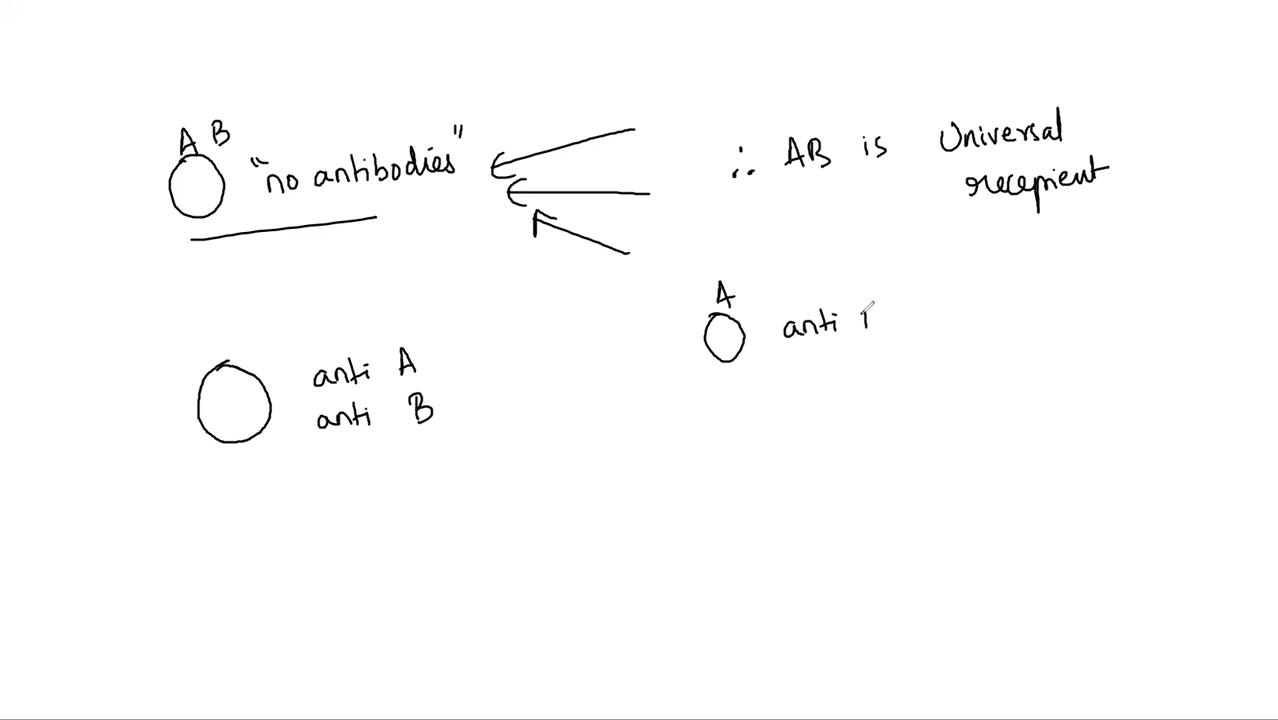 A B
"no antibodies"
∴ AB is Universal
recepient
A
anti
anti A
anti B